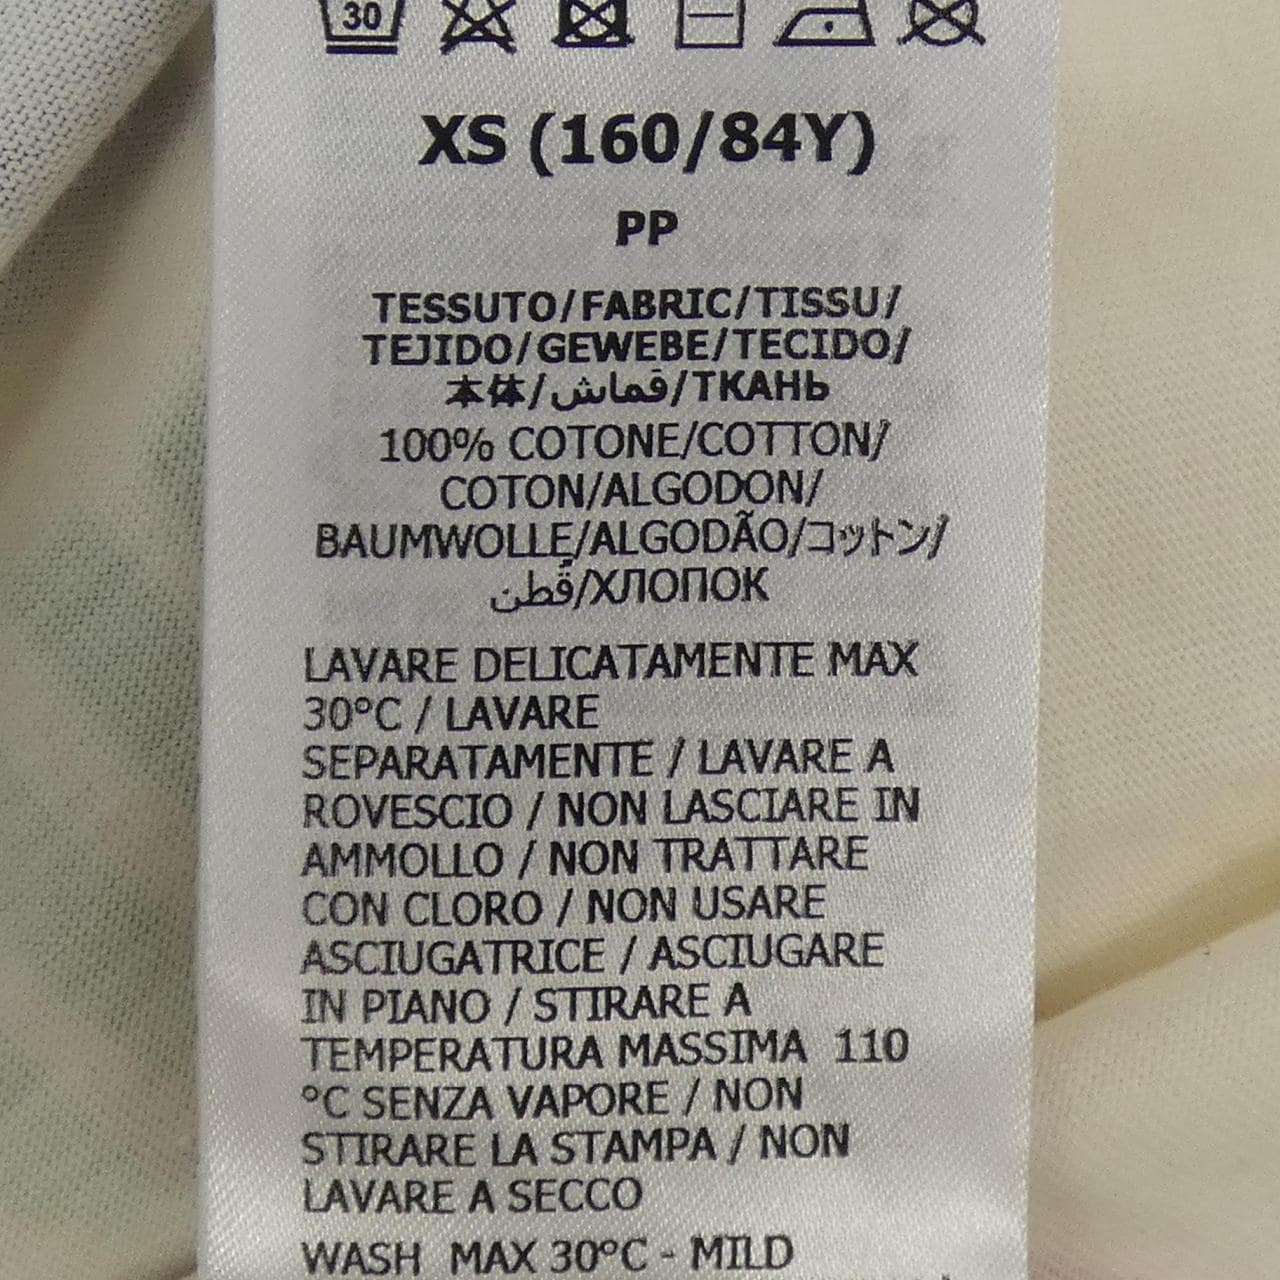 30
XS (160/84Y)
PP
TESSUTO/FABRIC/TISSU/
TEJIDO/GEWEBE/TECIDO/
本体/قماش/ТКАНЬ
100% COTONE/COTTON/
COTON/ALGODON/
BAUMWOLLE/ALGODÃO/コットン/
قُطن/ХЛОПОК
LAVARE DELICATAMENTE MAX
30°C / LAVARE
SEPARATAMENTE / LAVARE A
ROVESCIO / NON LASCIARE IN
AMMOLLO / NON TRATTARE
CON CLORO / NON USARE
ASCIUGATRICE / ASCIUGARE
IN PIANO / STIRARE A
TEMPERATURA MASSIMA 110
°C SENZA VAPORE / NON
STIRARE LA STAMPA / NON
LAVARE A SECCO
WASH MAX 30°C - MILD